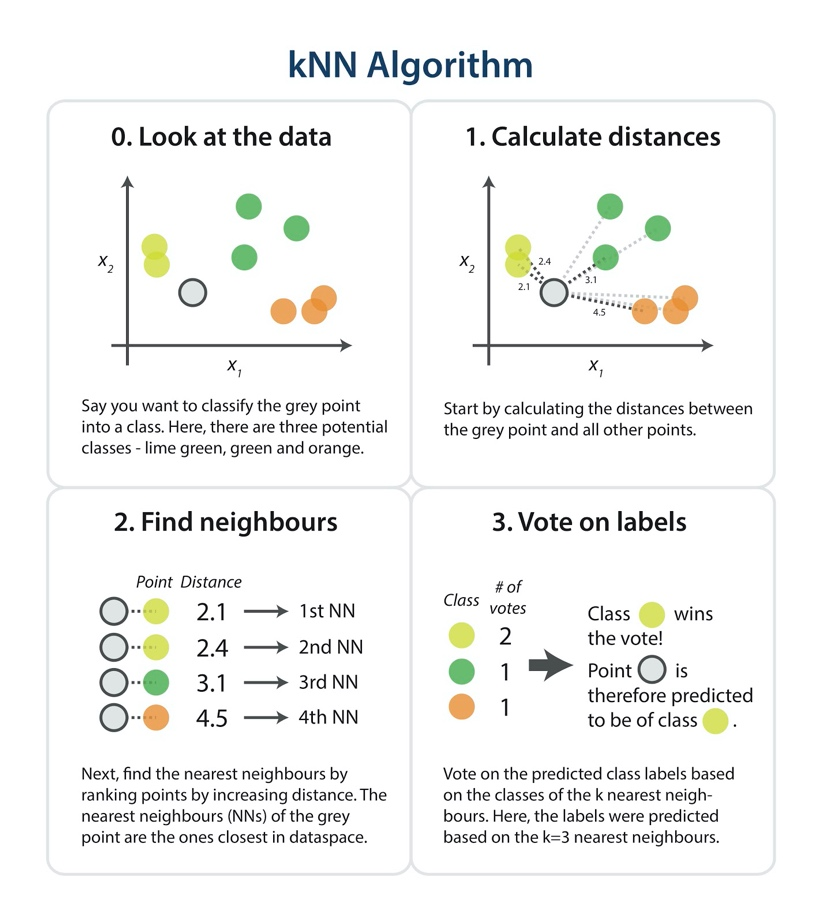 kNN Algorithm
0. Look at the data
x2
x1
Say you want to classify the grey point
into a class. Here, there are three potential
classes - lime green, green and orange.
1. Calculate distances
x2
2.4
2.1
3.1
4.5
x1
Start by calculating the distances between
the grey point and all other points.
2. Find neighbours
Point Distance
2.1 1st NN
2.4 2nd NN
3.1 3rd NN
4.5 4th NN
Next, find the nearest neighbours by
ranking points by increasing distance. The
nearest neighbours (NNs) of the grey
point are the ones closest in dataspace.
3. Vote on labels
Class # of
votes
2
1
1
Class wins
the vote!
Point is
therefore predicted
to be of class .
Vote on the predicted class labels based
on the classes of the k nearest neigh-
bours. Here, the labels were predicted
based on the k=3 nearest neighbours.